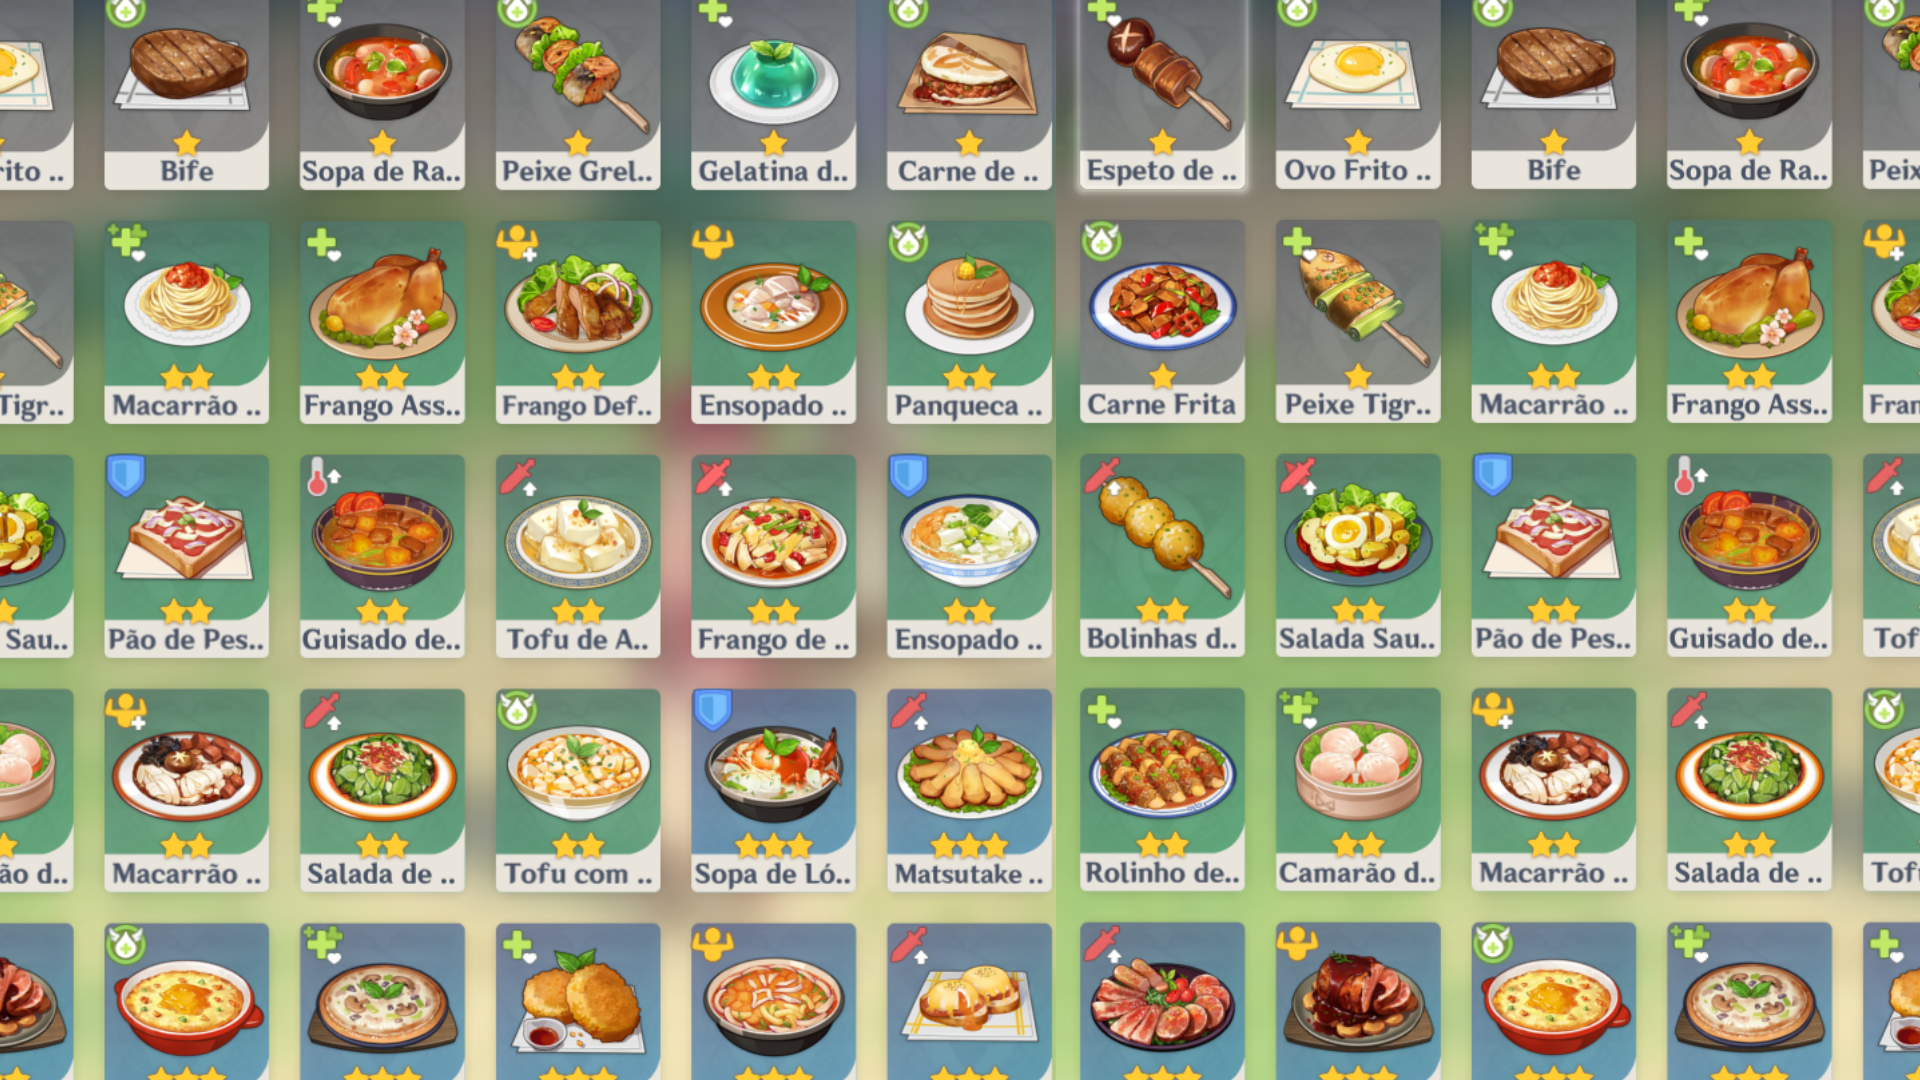 rito ..
Bife
Sopa de Ra..
Peixe Grel..
Gelatina d..
Carne de ..
Espeto de ..
Ovo Frito ..
Bife
Sopa de Ra..
Peix
Tigr..
Macarrão ..
Frango Ass..
Frango Def..
Ensopado ..
Panqueca ..
Carne Frita
Peixe Tigr..
Macarrão ..
Frango Ass..
Fran
Sau..
Pão de Pes..
Guisado de..
Tofu de A..
Frango de ..
Ensopado ..
Bolinhas d..
Salada Sau..
Pão de Pes..
Guisado de..
Tof
ão d..
Macarrão ..
Salada de ..
Tofu com ..
Sopa de Ló..
Matsutake ..
Rolinho de..
Camarão d..
Macarrão ..
Salada de ..
Tof